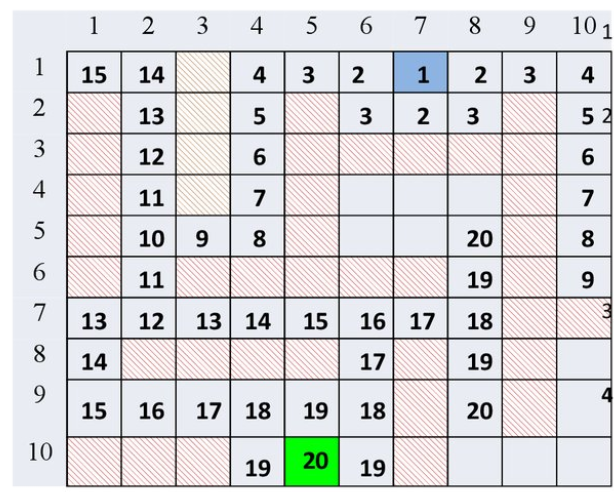 1 2 3 4 5 6 7 8 9 10 1
1 15 14 4 3 2 1 2 3 4
2 13 5 3 2 3 5 2
3 12 6 6
4 11 7 7
5 10 9 8 20 8
6 11 19 9
7 13 12 13 14 15 16 17 18 3
8 14 17 19
9 15 16 17 18 19 18 20 4
10 19 20 19